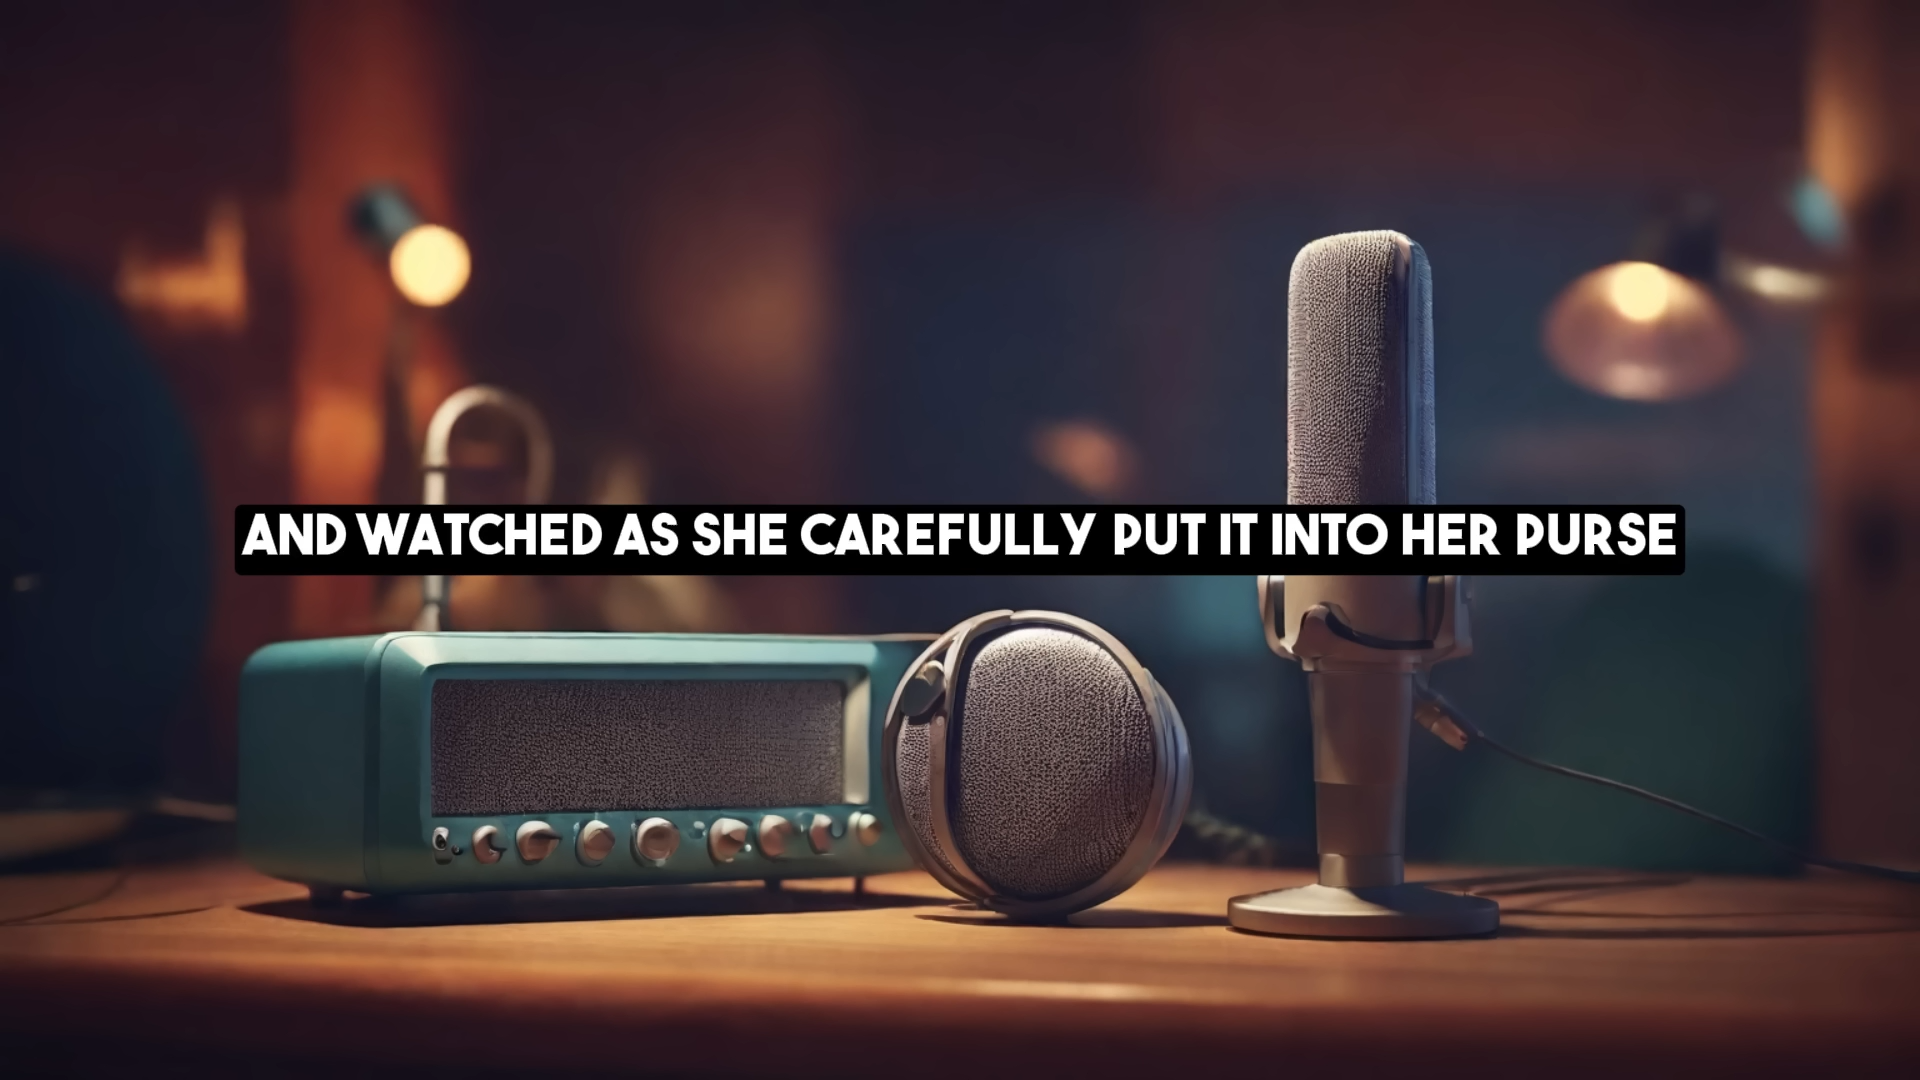 AND WATCHED AS SHE CAREFULLY PUT IT INTO HER PURSE